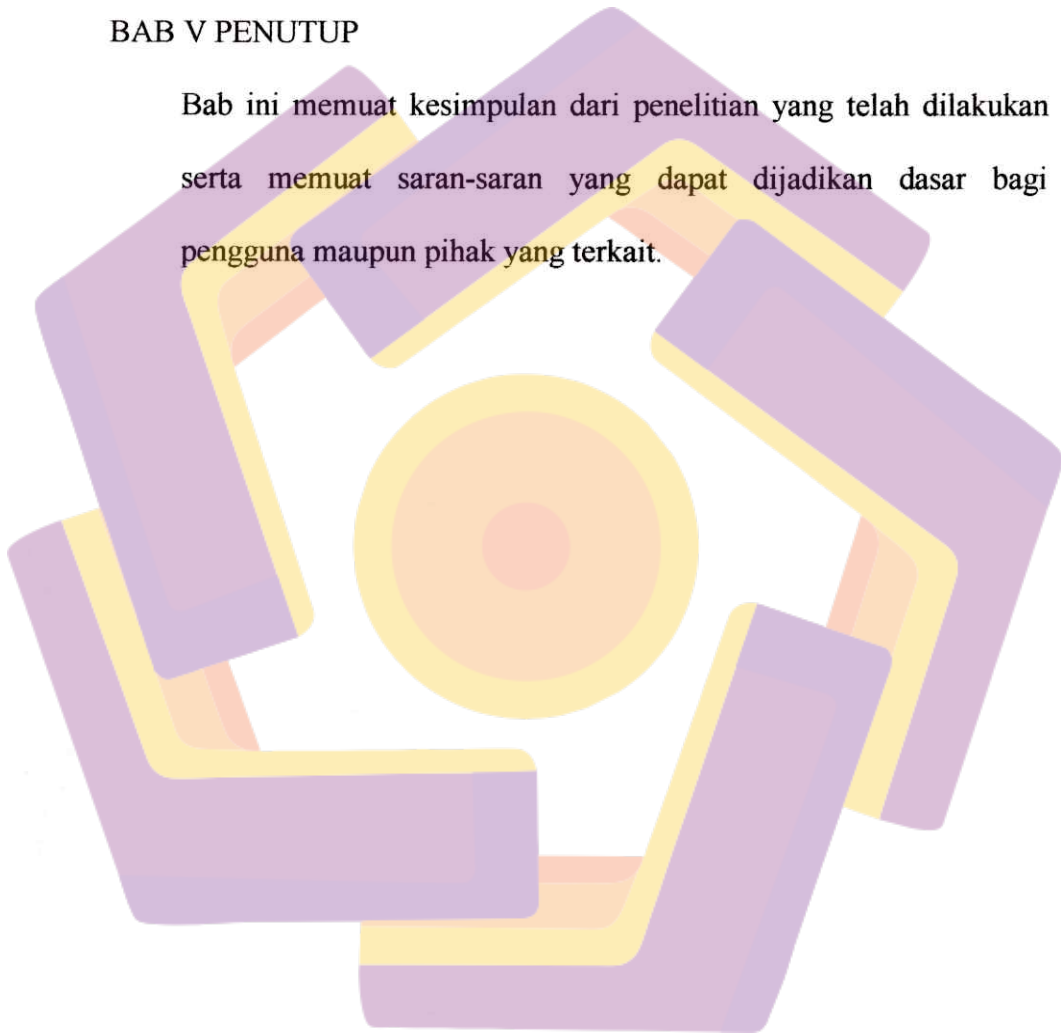 BAB V PENUTUP
Bab ini memuat kesimpulan dari penelitian yang telah dilakukan
serta memuat saran-saran yang dapat dijadikan dasar bagi
pengguna maupun pihak yang terkait.